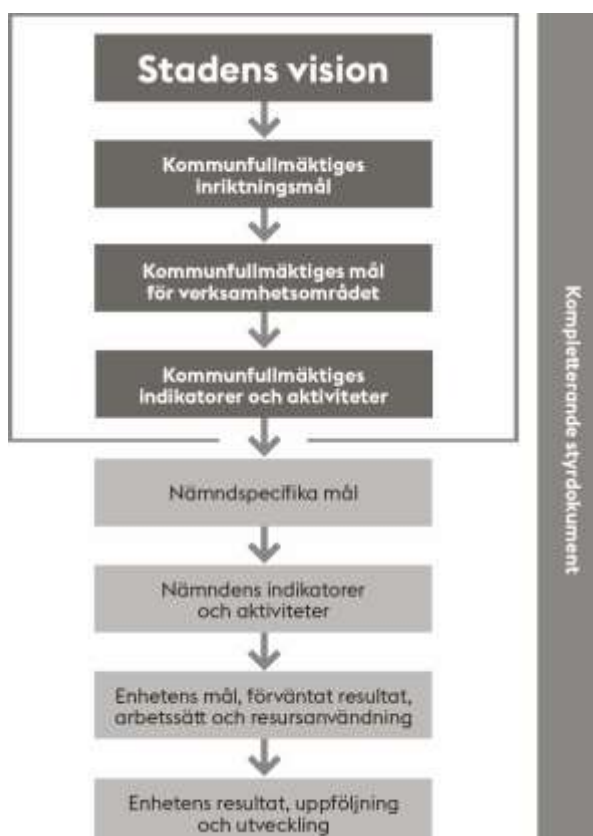 Stadens vision
Kommunfullmäktiges
inriktningsmål
Kommunfullmäktiges mål
för verksamhetsområdet
Kommunfullmäktiges
indikatorer och aktiviteter
Nämndspecifika mål
Nämndens indikatorer
och aktiviteter
Enhetens mål, förväntat resultat,
arbetssätt och resursanvändning
Enhetens resultat, uppföljning
och utveckling
Kompletterande styrdokument